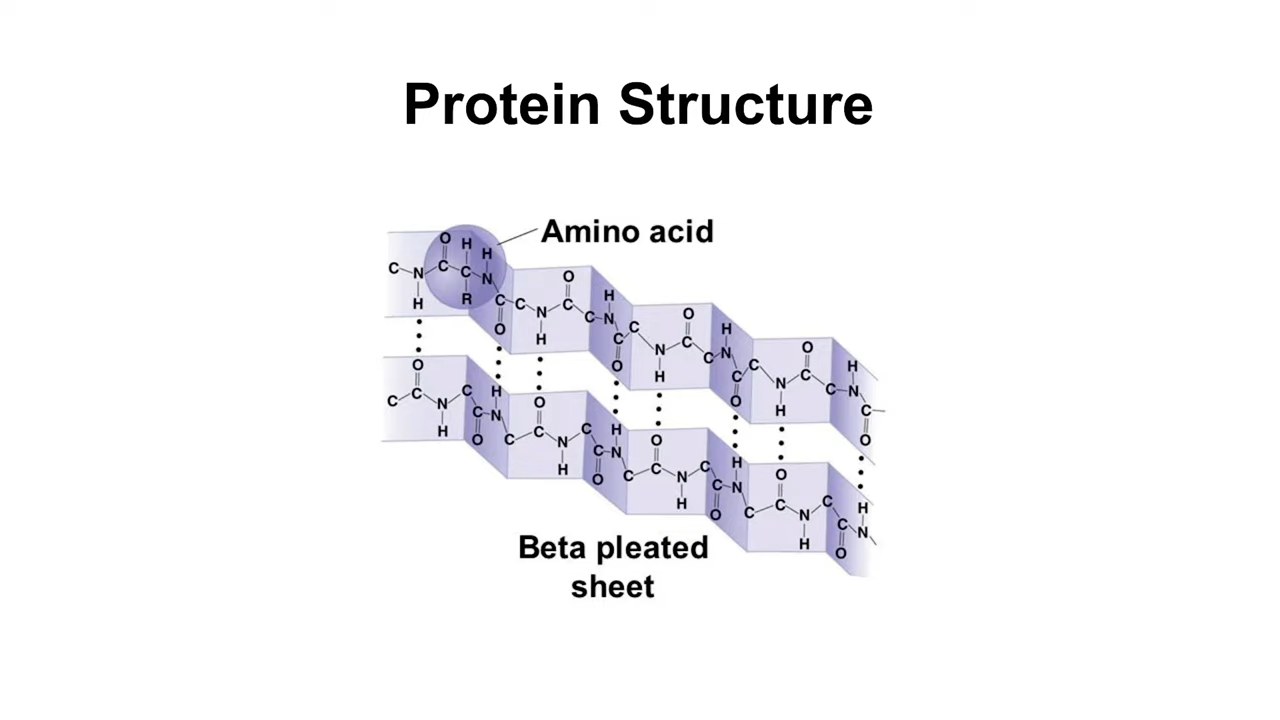 Protein Structure
Amino acid
O H H
C N C C N
H R C C N C O
O H C N H C
O H N C O
C C N C H C C N H C
O H C N O
O H N C H
H C C N C
O
O H O H
C C N C C N C C N C
H O C H O N C C N C
H O C H O N C C N C
H O C N
H O
Beta pleated
sheet